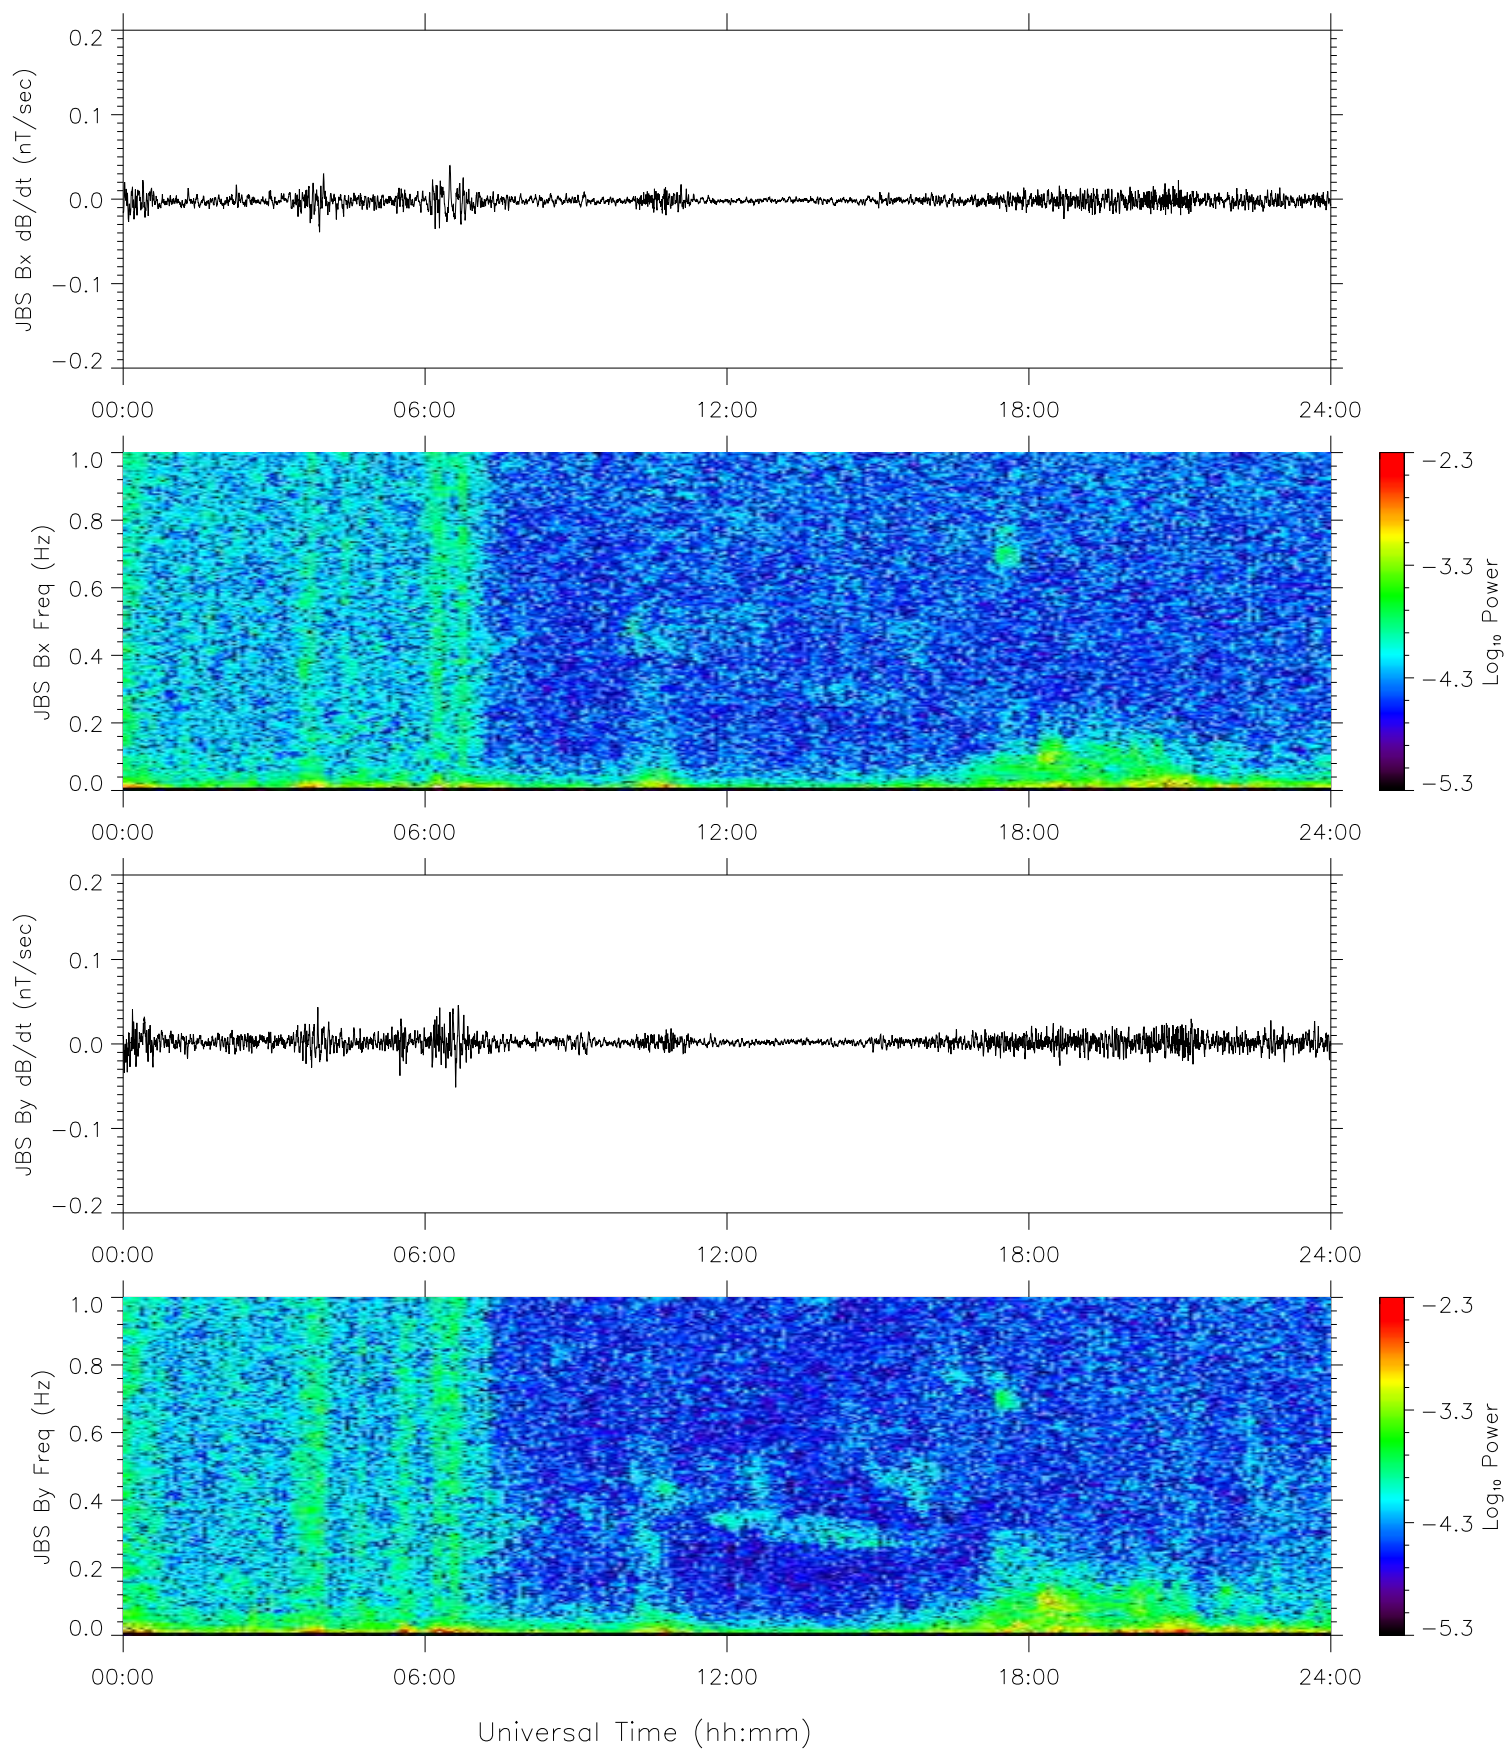 JBS Bx dB/dt (nT/sec)
0.2
0.1
0.0
−0.1
−0.2
00:00 06:00 12:00 18:00 24:00
JBS Bx Freq (Hz)
1.0
0.8
0.6
0.4
0.2
0.0
00:00 06:00 12:00 18:00 24:00
−2.3
−3.3
−4.3
−5.3
Log₁₀ Power
JBS By dB/dt (nT/sec)
0.2
0.1
0.0
−0.1
−0.2
00:00 06:00 12:00 18:00 24:00
JBS By Freq (Hz)
1.0
0.8
0.6
0.4
0.2
0.0
00:00 06:00 12:00 18:00 24:00
−2.3
−3.3
−4.3
−5.3
Log₁₀ Power
Universal Time (hh:mm)